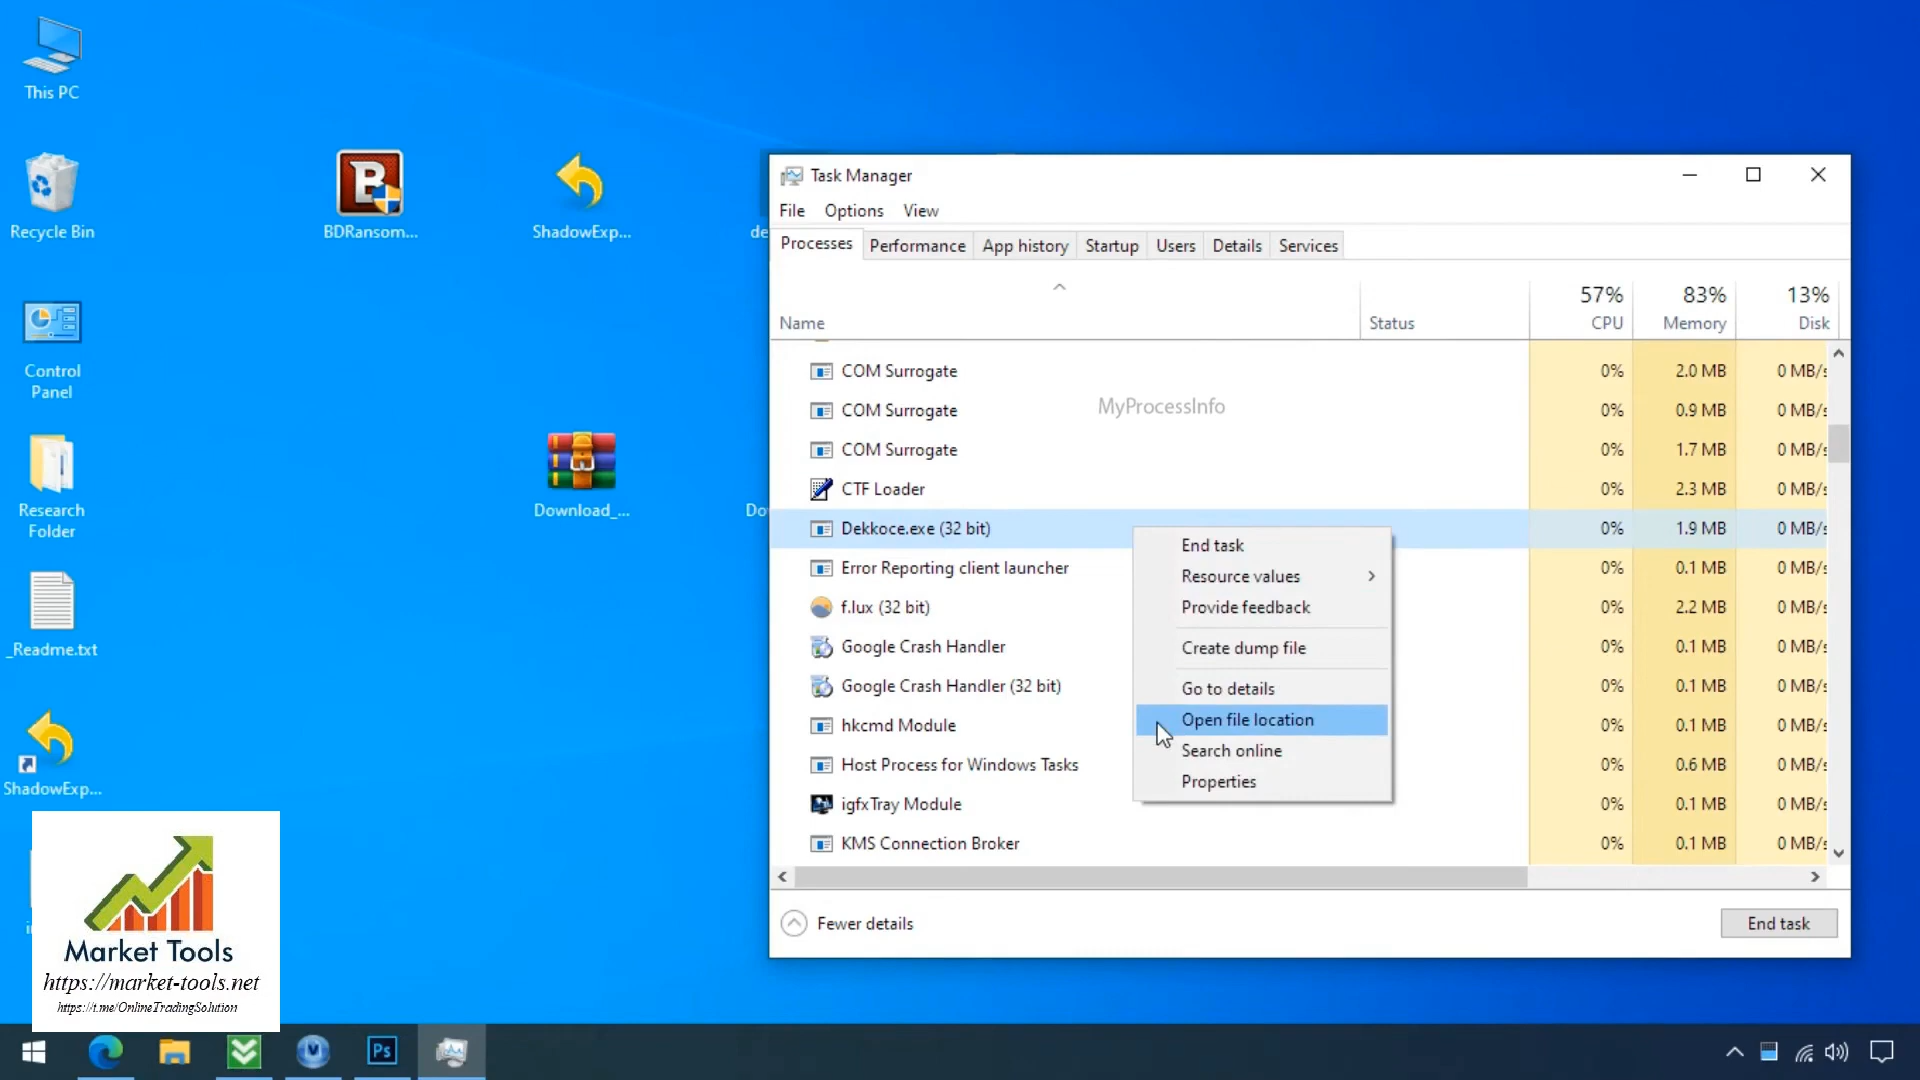 This PC
Recycle Bin
BDRansom...
ShadowExp...
de
Control
Panel
Research
Folder
Download_...
Do
_Readme.txt
ShadowExp...
Market Tools
https://market-tools.net
https://t.me/OnlineTradingSolution
Task Manager
File Options View
Processes Performance App history Startup Users Details Services
57% 83% 13%
Name Status CPU Memory Disk
COM Surrogate 0% 2.0 MB 0 MB/s
MyProcessInfo
COM Surrogate 0% 0.9 MB 0 MB/s
COM Surrogate 0% 1.7 MB 0 MB/s
CTF Loader 0% 2.3 MB 0 MB/s
Dekkoce.exe (32 bit) 0% 1.9 MB 0 MB/s
Error Reporting client launcher 0% 0.1 MB 0 MB/s
f.lux (32 bit) 0% 2.2 MB 0 MB/s
Google Crash Handler 0% 0.1 MB 0 MB/s
Google Crash Handler (32 bit) 0% 0.1 MB 0 MB/s
hkcmd Module 0% 0.1 MB 0 MB/s
Host Process for Windows Tasks 0% 0.6 MB 0 MB/s
igfxTray Module 0% 0.1 MB 0 MB/s
KMS Connection Broker 0% 0.1 MB 0 MB/s
End task
Resource values
Provide feedback
Create dump file
Go to details
Open file location
Search online
Properties
Fewer details End task
Ps